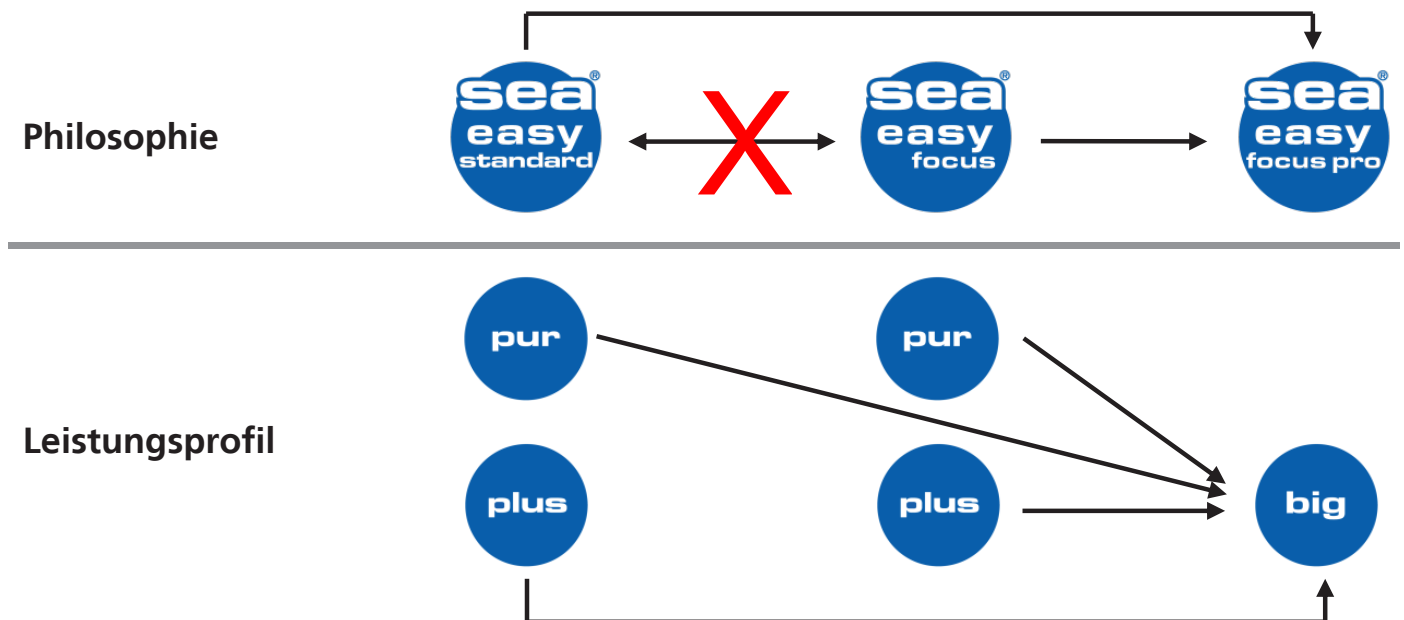 Philosophie
sea®
easy
standard
X
sea®
easy
focus
sea®
easy
focus pro
Leistungsprofil
pur
pur
plus
plus
big